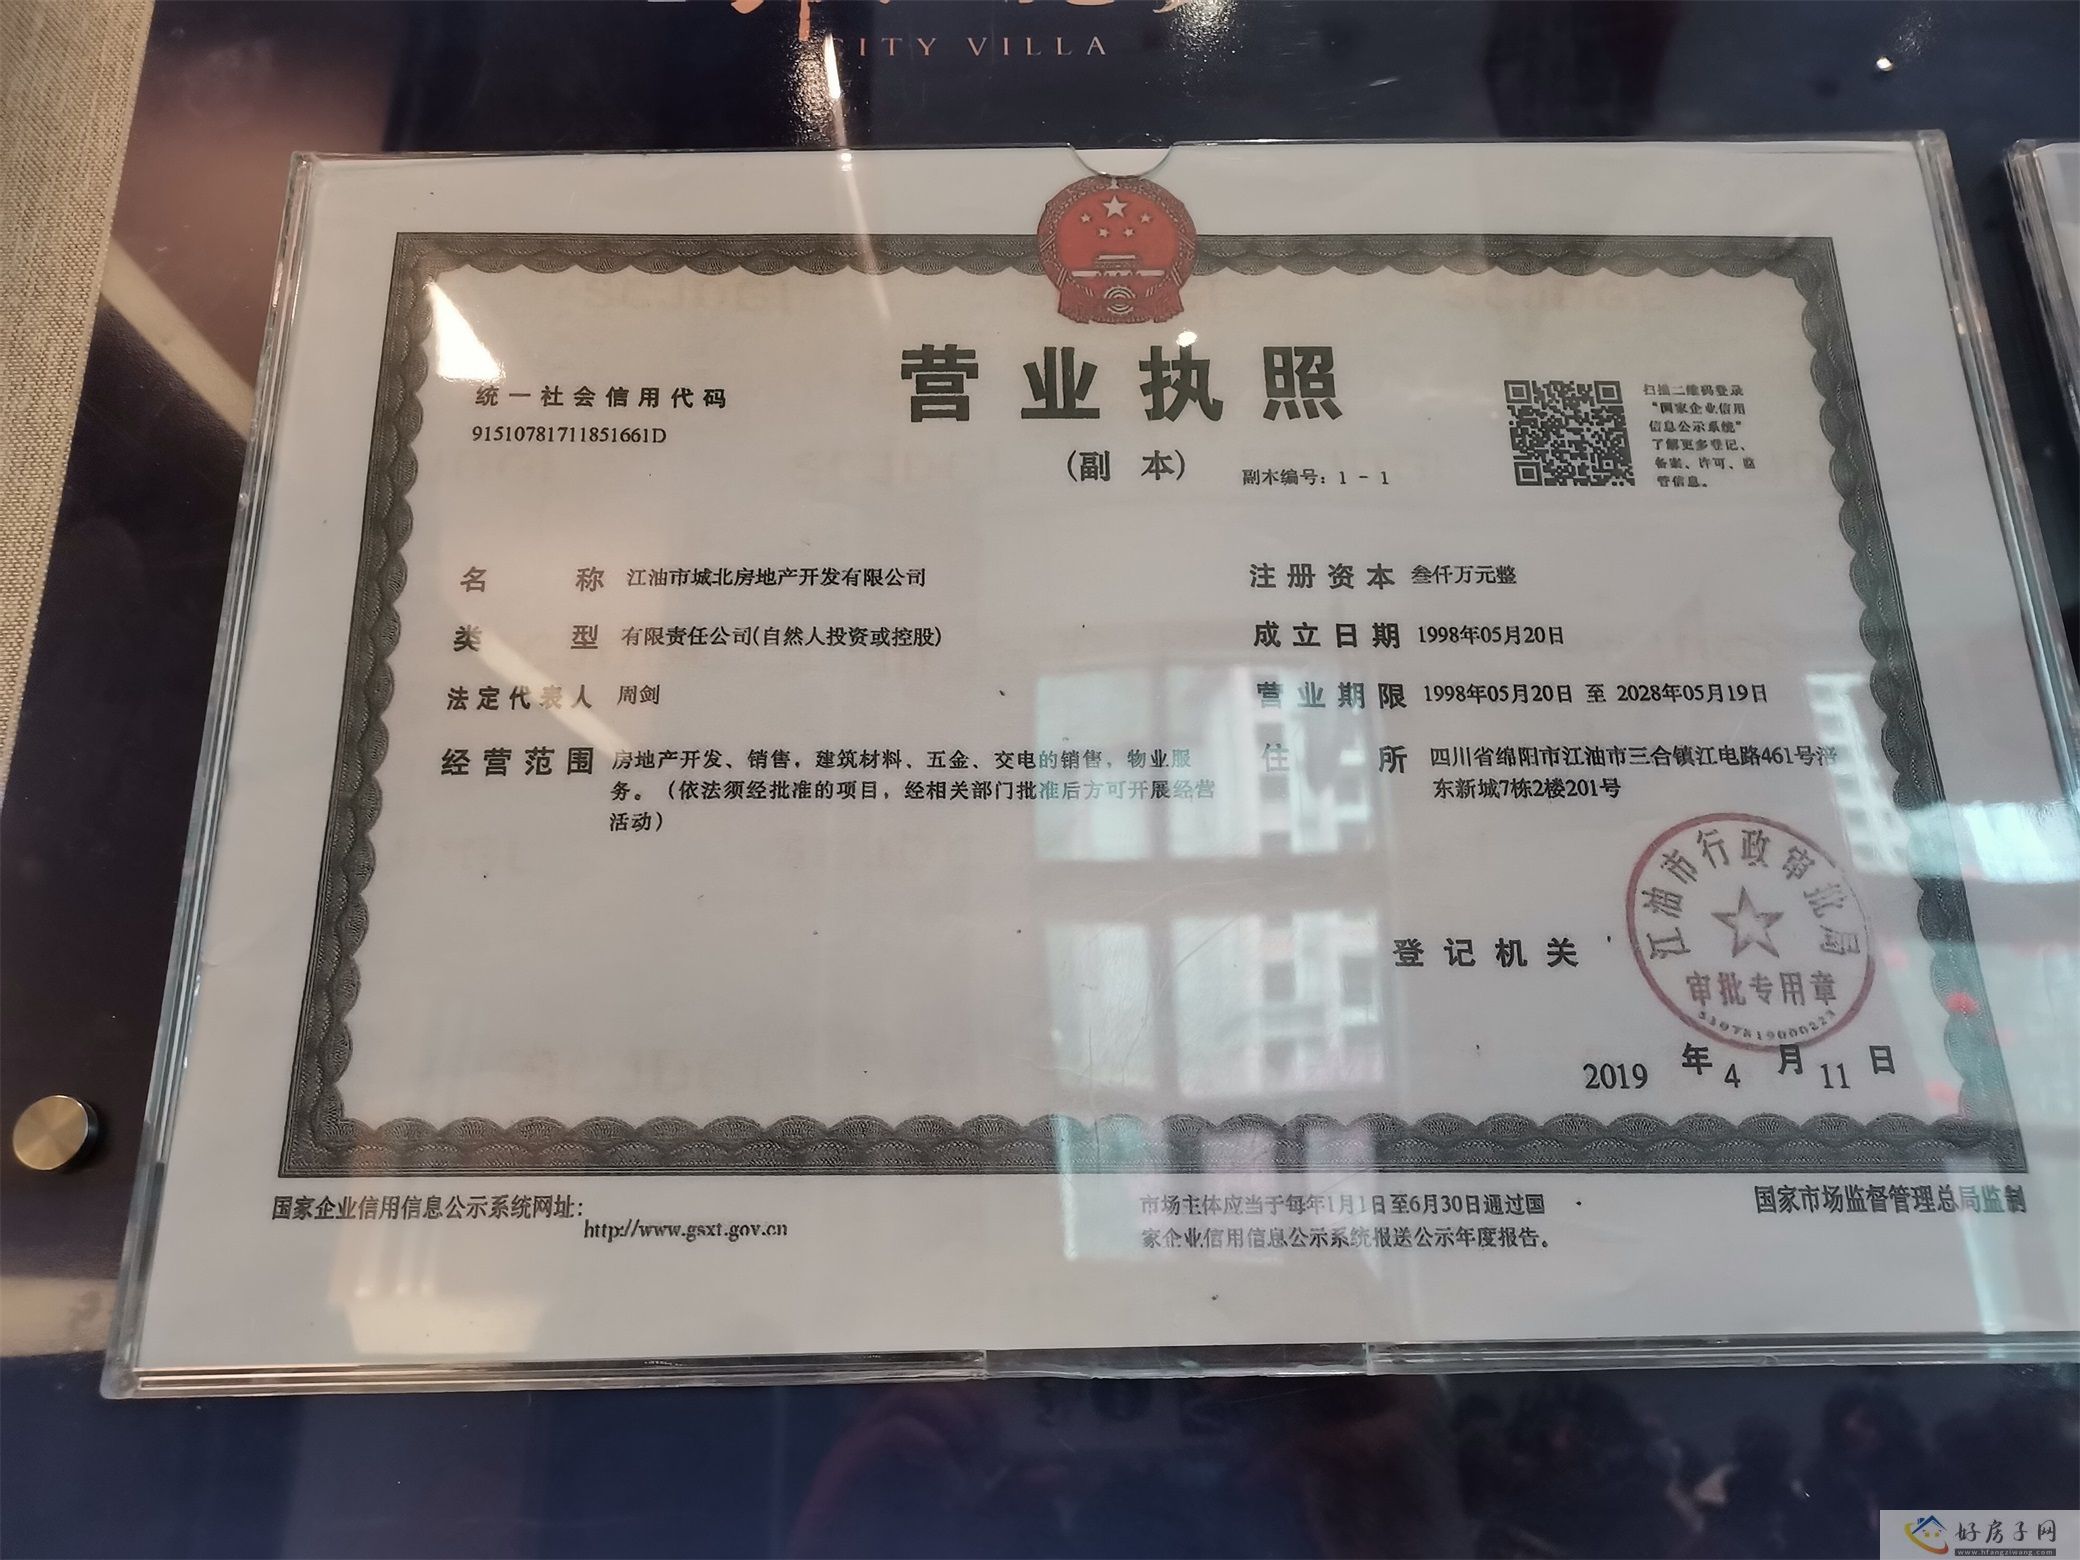 CITY VILLA
营业执照
(副 本)
副本编号：1 - 1
统一社会信用代码
91510781711851661D
扫描二维码登录
“国家企业信用
信息公示系统”
了解更多登记、
备案、许可、监
管信息。
名 称 江油市城北房地产开发有限公司
类 型 有限责任公司(自然人投资或控股)
法定代表人 周剑
经营范围 房地产开发、销售，建筑材料、五金、交电的销售，物业服
务。（依法须经批准的项目，经相关部门批准后方可开展经营
活动）
注册资本 叁仟万元整
成立日期 1998年05月20日
营业期限 1998年05月20日 至 2028年05月19日
住 所 四川省绵阳市江油市三合镇江电路461号涪
东新城7栋2楼201号
登记机关
江油市行政审批局
审批专用章
5107819000223
2019 年 4 月 11 日
国家企业信用信息公示系统网址：
http://www.gsxt.gov.cn
市场主体应当于每年1月1日至6月30日通过国
家企业信用信息公示系统报送公示年度报告。
国家市场监督管理总局监制
好房子网
www.hfangziwang.com